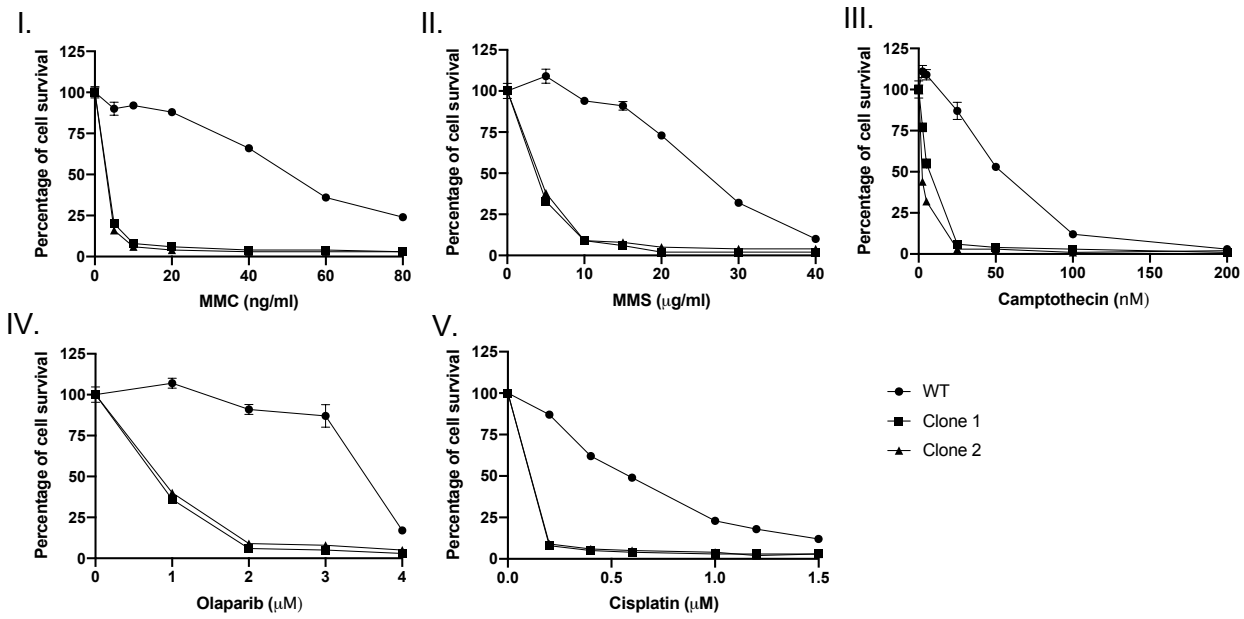 I.
125
100
75
50
25
0
Percentage of cell survival
0 20 40 60 80
MMC (ng/ml)
II.
125
100
75
50
25
0
Percentage of cell survival
0 10 20 30 40
MMS (μg/ml)
III.
125
100
75
50
25
0
Percentage of cell survival
0 50 100 150 200
Camptothecin (nM)
IV.
125
100
75
50
25
0
Percentage of cell survival
0 1 2 3 4
Olaparib (μM)
V.
125
100
75
50
25
0
Percentage of cell survival
0.0 0.5 1.0 1.5
Cisplatin (μM)
WT
Clone 1
Clone 2